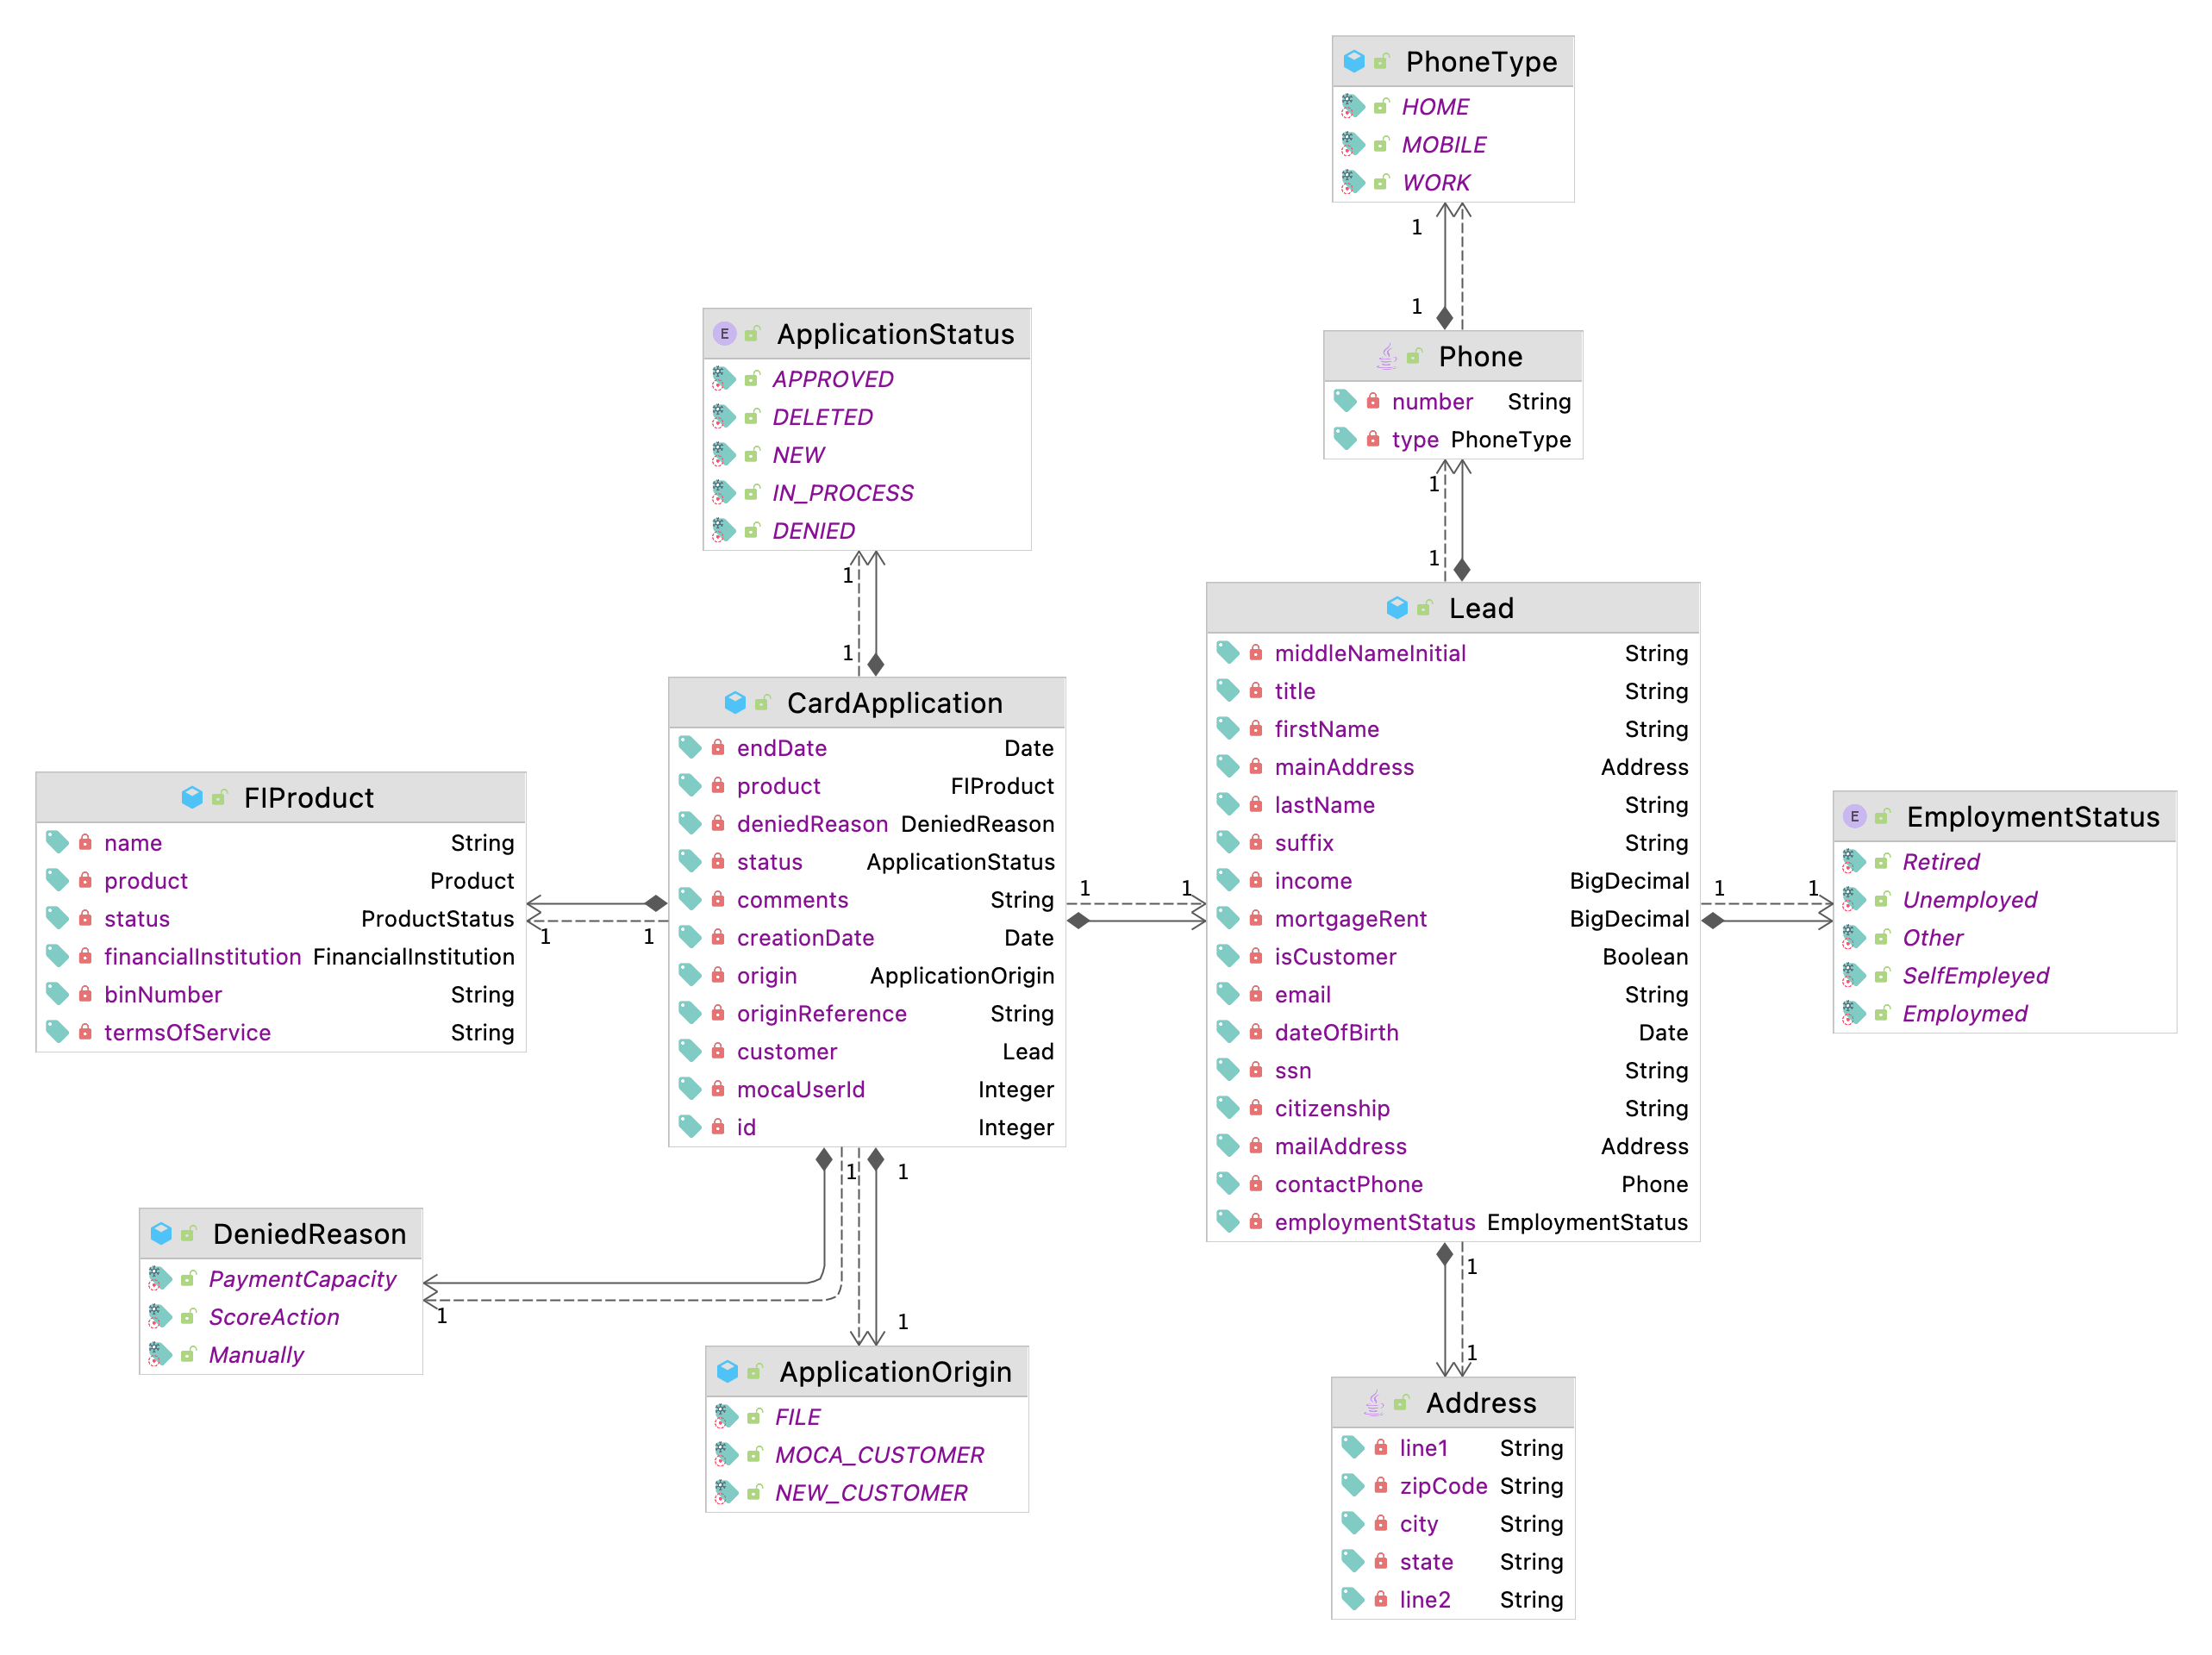 PhoneType
HOME
MOBILE
WORK
1
1
Phone
number String
type PhoneType
1
1
ApplicationStatus
APPROVED
DELETED
NEW
IN_PROCESS
DENIED
1
1
CardApplication
endDate Date
product FIProduct
deniedReason DeniedReason
status ApplicationStatus
comments String
creationDate Date
origin ApplicationOrigin
originReference String
customer Lead
mocaUserId Integer
id Integer
Lead
middleNameInitial String
title String
firstName String
mainAddress Address
lastName String
suffix String
income BigDecimal
mortgageRent BigDecimal
isCustomer Boolean
email String
dateOfBirth Date
ssn String
citizenship String
mailAddress Address
contactPhone Phone
employmentStatus EmploymentStatus
FIProduct
name String
product Product
status ProductStatus
financialInstitution FinancialInstitution
binNumber String
termsOfService String
1 1
1 1
1 1
EmploymentStatus
Retired
Unemployed
Other
SelfEmpleyed
Employmed
1 1
1
1
DeniedReason
PaymentCapacity
ScoreAction
Manually
1
1
ApplicationOrigin
FILE
MOCA_CUSTOMER
NEW_CUSTOMER
Address
line1 String
zipCode String
city String
state String
line2 String